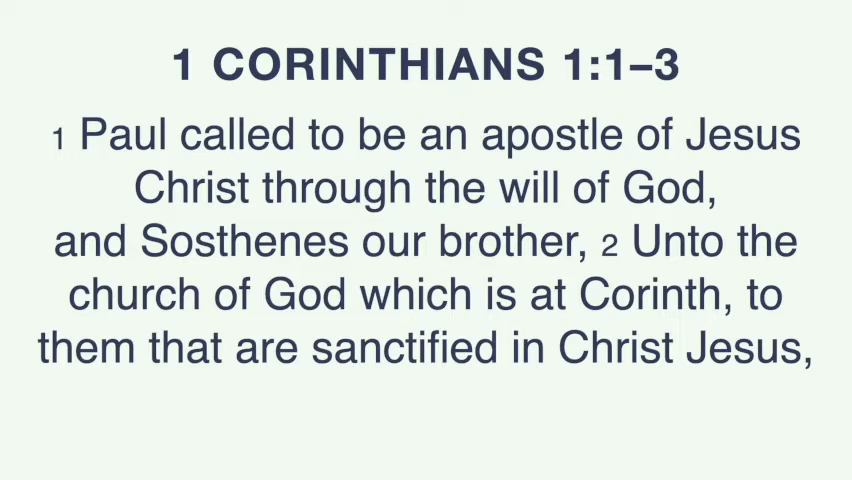 1 CORINTHIANS 1:1–3
1 Paul called to be an apostle of Jesus
Christ through the will of God,
and Sosthenes our brother, 2 Unto the
church of God which is at Corinth, to
them that are sanctified in Christ Jesus,